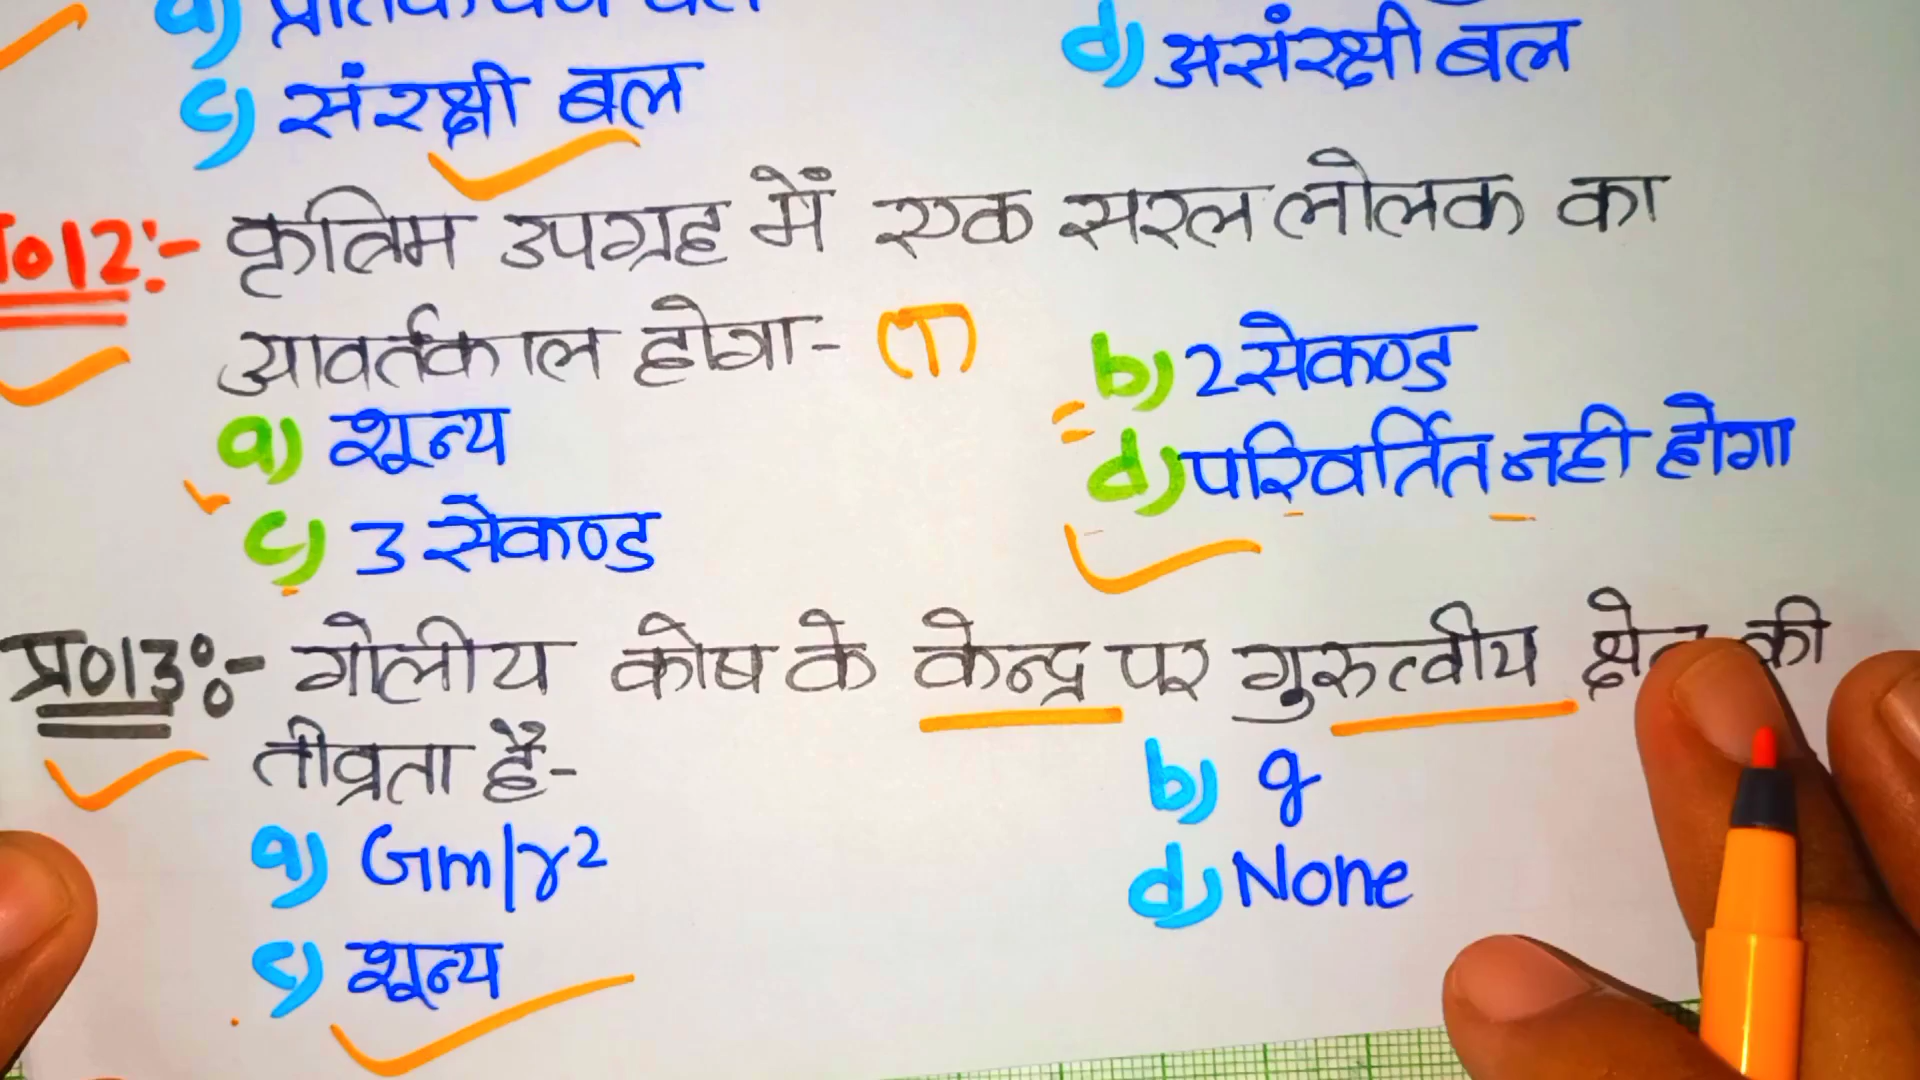 c) संरक्षी बल
d) असंरक्षी बल
012:- कृत्रिम उपग्रह में एक सरल लोलक का
आवर्तकाल होगा- (T)
a) शून्य
b) 2 सेकण्ड
c) 3 सेकण्ड
d) परिवर्तित नही होगा
प्र013:- गोलीय कोष के केन्द्र पर गुरुत्वीय क्षेत्र की
तीव्रता है-
a) Gm/r2
b) g
c) शून्य
d) None